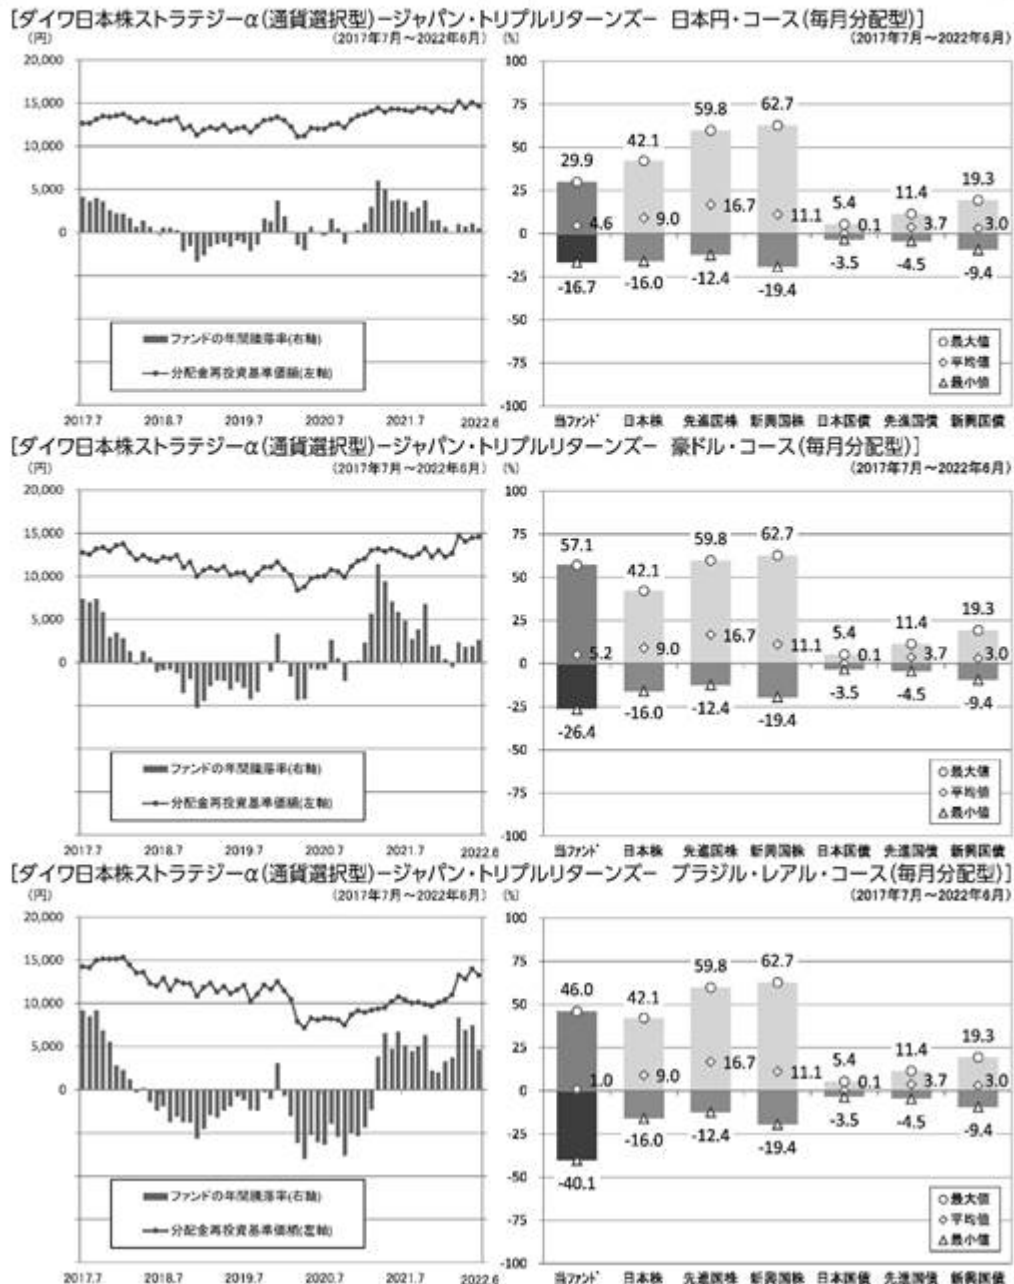 [ダイワ日本株ストラテジーα(通貨選択型)-ジャパン・トリプルリターンズ- 日本円・コース(毎月分配型)]
(円) (2017年7月～2022年6月) (%) (2017年7月～2022年6月)
20,000
15,000
10,000
5,000
0
ファンドの年間騰落率(右軸)
分配金再投資基準価額(左軸)
2017.7 2018.7 2019.7 2020.7 2021.7 2022.6
100
75
50
25
0
-25
-50
-75
-100
29.9 42.1 59.8 62.7 5.4 11.4 19.3
4.6 9.0 16.7 11.1 0.1 3.7 3.0
-16.7 -16.0 -12.4 -19.4 -3.5 -4.5 -9.4
○最大値
◇平均値
△最小値
当ファンド 日本株 先進国株 新興国株 日本国債 先進国債 新興国債
[ダイワ日本株ストラテジーα(通貨選択型)-ジャパン・トリプルリターンズ- 豪ドル・コース(毎月分配型)]
(円) (2017年7月～2022年6月) (%) (2017年7月～2022年6月)
20,000
15,000
10,000
5,000
0
ファンドの年間騰落率(右軸)
分配金再投資基準価額(左軸)
2017.7 2018.7 2019.7 2020.7 2021.7 2022.6
100
75
50
25
0
-25
-50
-75
-100
57.1 42.1 59.8 62.7 5.4 11.4 19.3
5.2 9.0 16.7 11.1 0.1 3.7 3.0
-26.4 -16.0 -12.4 -19.4 -3.5 -4.5 -9.4
○最大値
◇平均値
△最小値
当ファンド 日本株 先進国株 新興国株 日本国債 先進国債 新興国債
[ダイワ日本株ストラテジーα(通貨選択型)-ジャパン・トリプルリターンズ- ブラジル・レアル・コース(毎月分配型)]
(円) (2017年7月～2022年6月) (%) (2017年7月～2022年6月)
20,000
15,000
10,000
5,000
0
ファンドの年間騰落率(右軸)
分配金再投資基準価額(左軸)
2017.7 2018.7 2019.7 2020.7 2021.7 2022.6
100
75
50
25
0
-25
-50
-75
-100
46.0 42.1 59.8 62.7 5.4 11.4 19.3
1.0 9.0 16.7 11.1 0.1 3.7 3.0
-40.1 -16.0 -12.4 -19.4 -3.5 -4.5 -9.4
○最大値
◇平均値
△最小値
当ファンド 日本株 先進国株 新興国株 日本国債 先進国債 新興国債